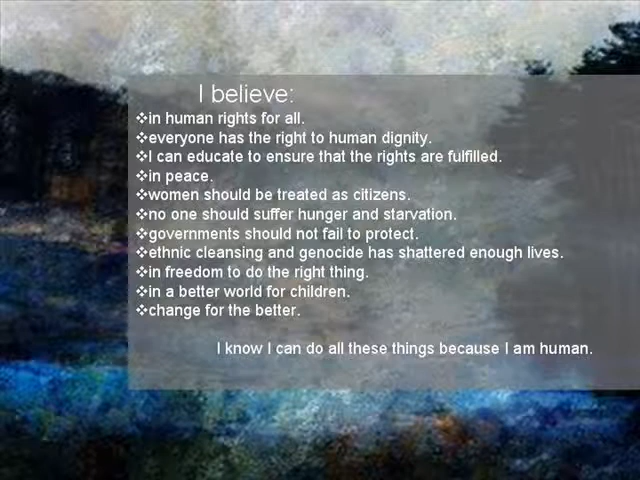 I believe:
❖in human rights for all.
❖everyone has the right to human dignity.
❖I can educate to ensure that the rights are fulfilled.
❖in peace.
❖women should be treated as citizens.
❖no one should suffer hunger and starvation.
❖governments should not fail to protect.
❖ethnic cleansing and genocide has shattered enough lives.
❖in freedom to do the right thing.
❖in a better world for children.
❖change for the better.
I know I can do all these things because I am human.